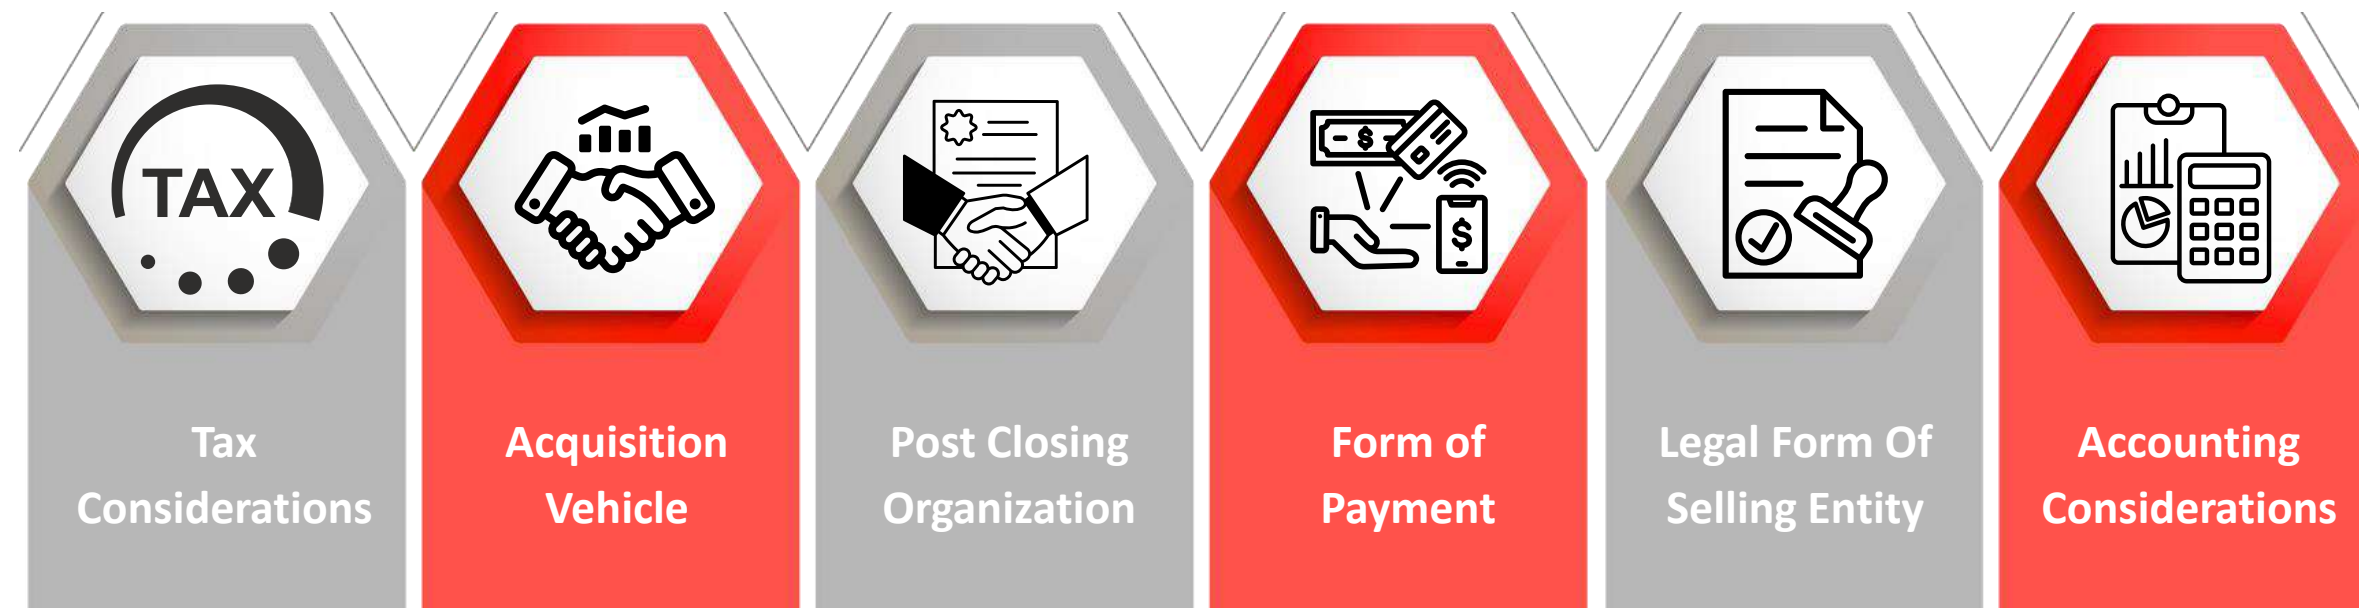 TAX
Tax
Considerations
Acquisition
Vehicle
Post Closing
Organization
$
$
Form of
Payment
Legal Form Of
Selling Entity
Accounting
Considerations